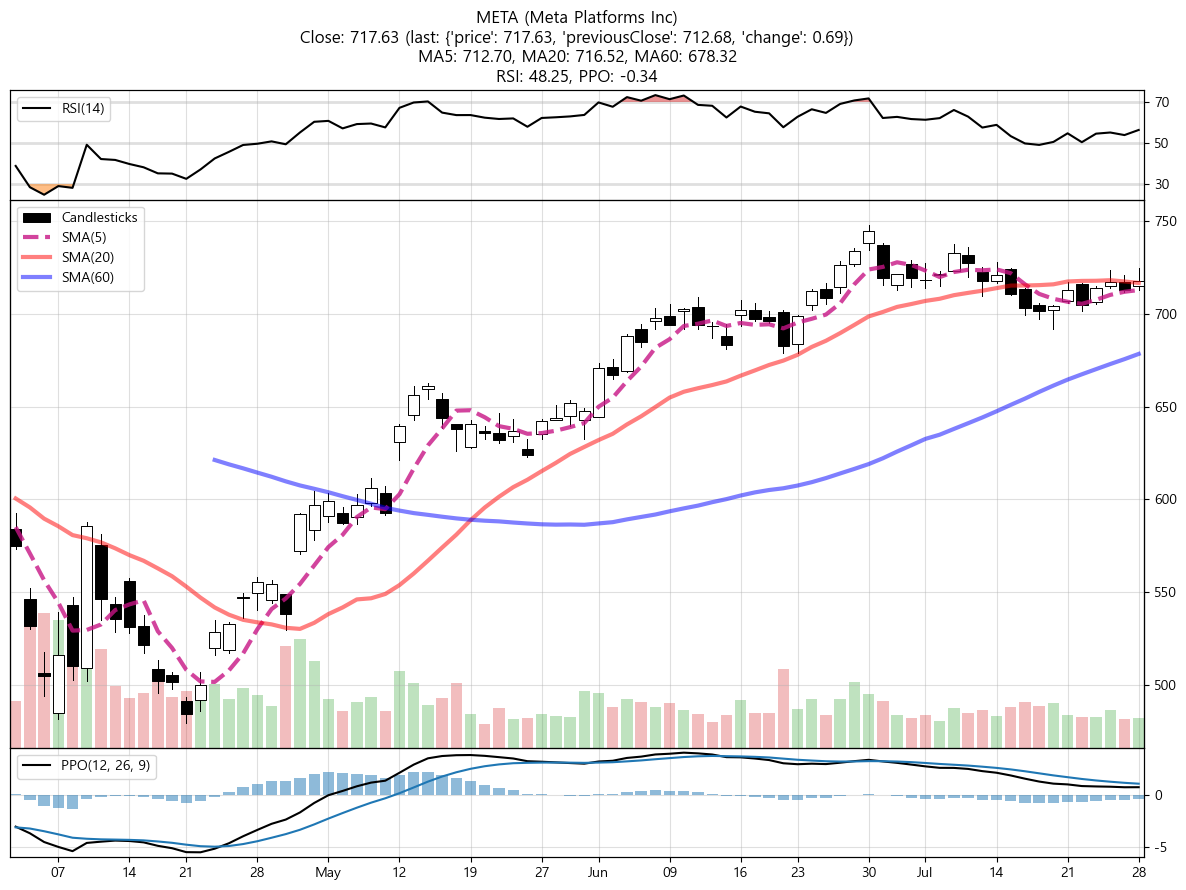 META (Meta Platforms Inc)
Close: 717.63 (last: {'price': 717.63, 'previousClose': 712.68, 'change': 0.69})
MA5: 712.70, MA20: 716.52, MA60: 678.32
RSI: 48.25, PPO: -0.34
RSI(14)
70
50
30
Candlesticks
SMA(5)
SMA(20)
SMA(60)
750
700
650
600
550
500
PPO(12, 26, 9)
0
-5
07 14 21 28 May 12 19 27 Jun 09 16 23 30 Jul 14 21 28